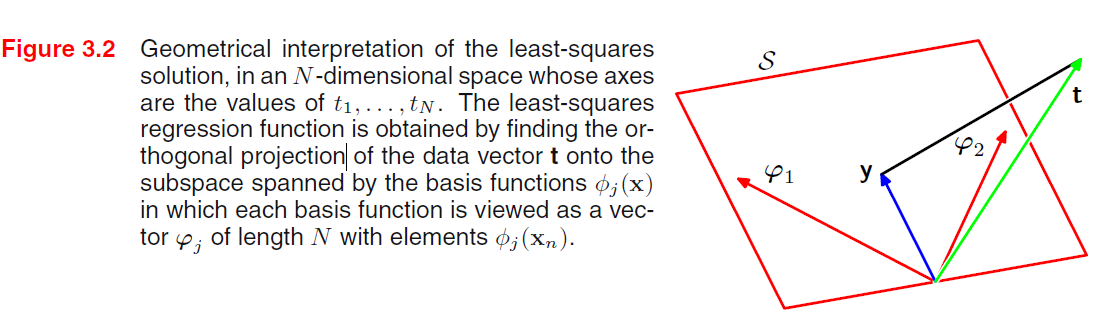 Figure 3.2 Geometrical interpretation of the least-squares
solution, in an N-dimensional space whose axes
are the values of t₁, . . . , tN. The least-squares
regression function is obtained by finding the or-
thogonal projection of the data vector t onto the
subspace spanned by the basis functions ϕj(x)
in which each basis function is viewed as a vec-
tor φj of length N with elements ϕj(xn).
S
t
φ2
φ1
y